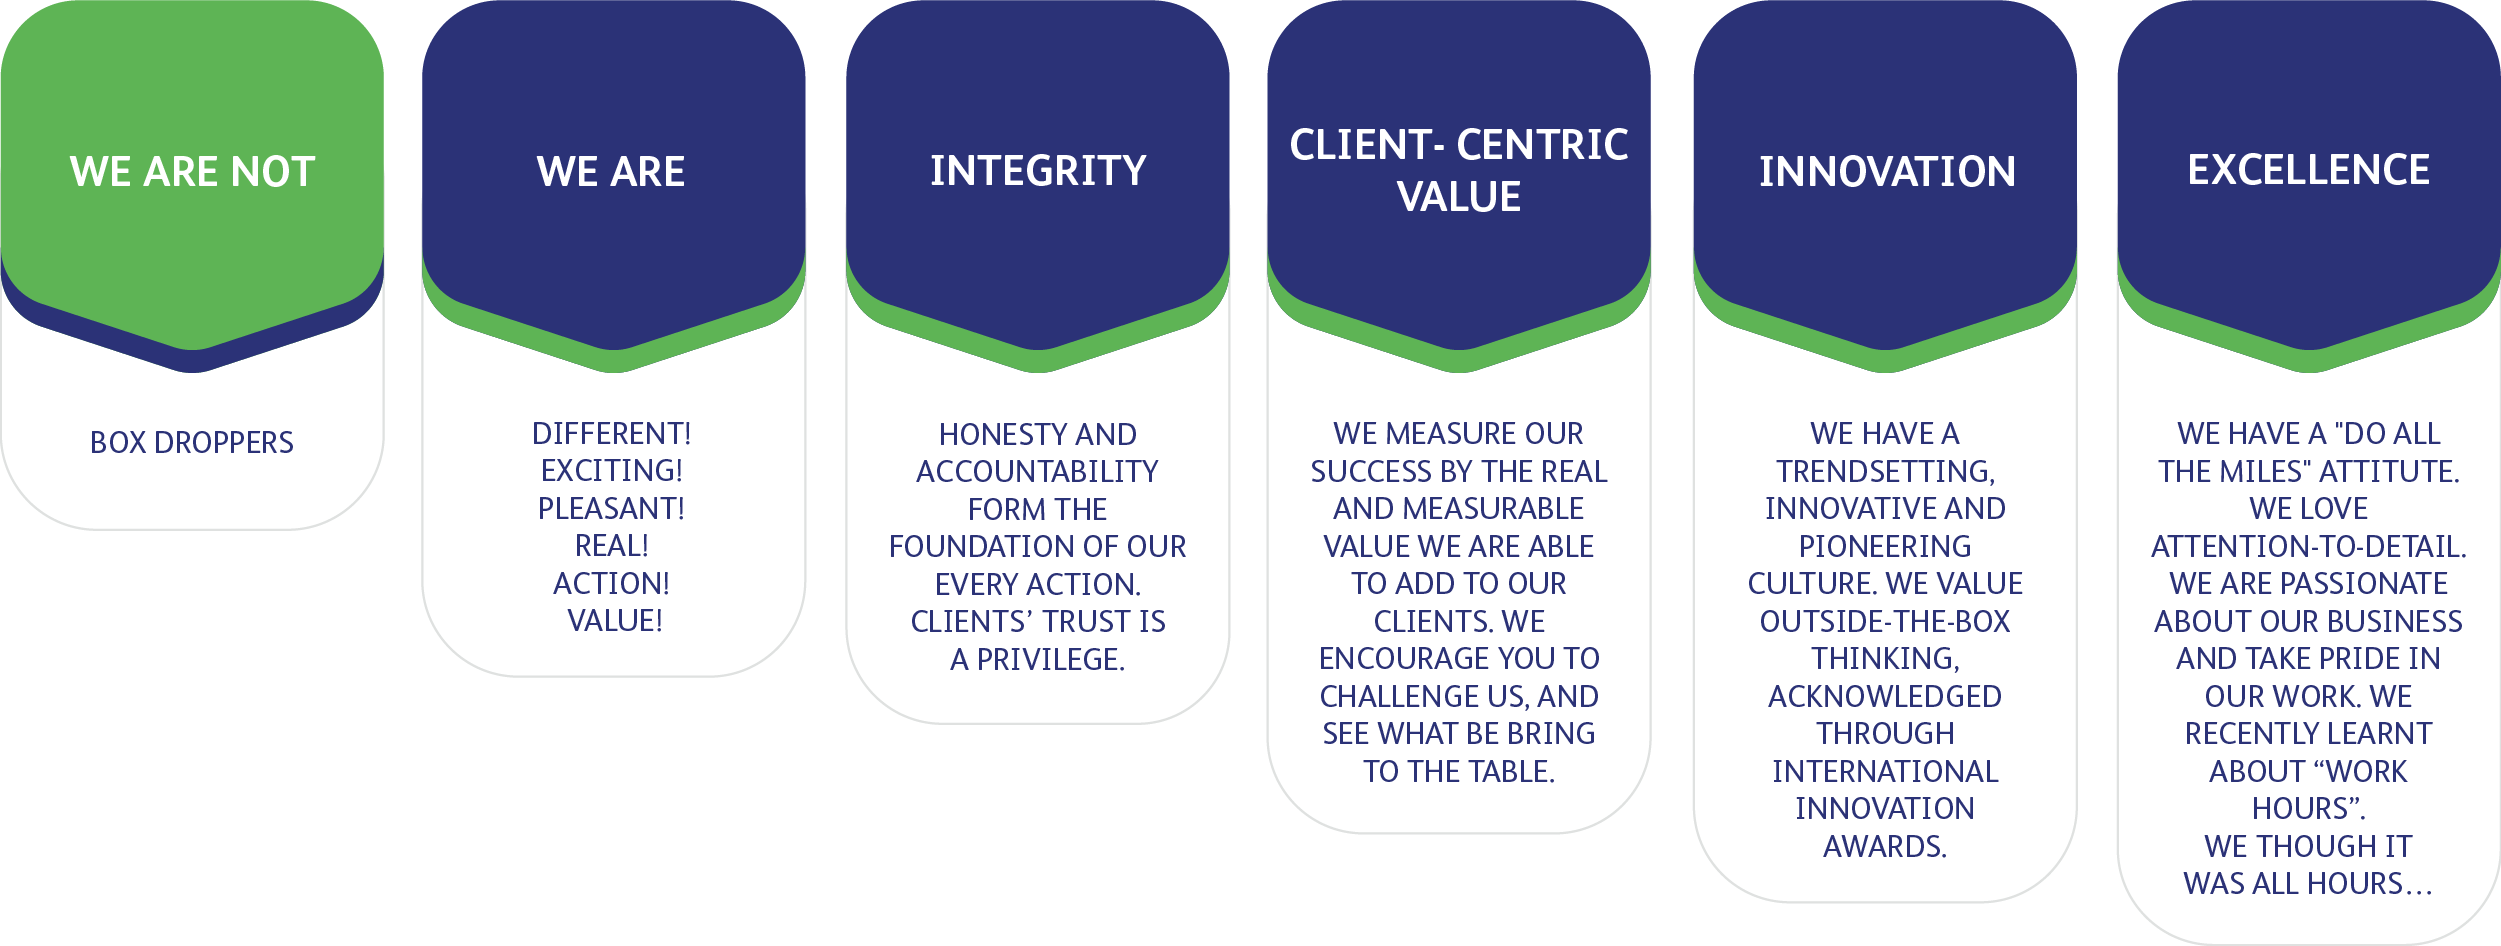 WE ARE NOT
BOX DROPPERS
WE ARE
DIFFERENT!
EXCITING!
PLEASANT!
REAL!
ACTION!
VALUE!
INTEGRITY
HONESTY AND
ACCOUNTABILITY
FORM THE
FOUNDATION OF OUR
EVERY ACTION.
CLIENTS’ TRUST IS
A PRIVILEGE.
CLIENT- CENTRIC
VALUE
WE MEASURE OUR
SUCCESS BY THE REAL
AND MEASURABLE
VALUE WE ARE ABLE
TO ADD TO OUR
CLIENTS. WE
ENCOURAGE YOU TO
CHALLENGE US, AND
SEE WHAT BE BRING
TO THE TABLE.
INNOVATION
WE HAVE A
TRENDSETTING,
INNOVATIVE AND
PIONEERING
CULTURE. WE VALUE
OUTSIDE-THE-BOX
THINKING,
ACKNOWLEDGED
THROUGH
INTERNATIONAL
INNOVATION
AWARDS.
EXCELLENCE
WE HAVE A "DO ALL
THE MILES" ATTITUTE.
WE LOVE
ATTENTION-TO-DETAIL.
WE ARE PASSIONATE
ABOUT OUR BUSINESS
AND TAKE PRIDE IN
OUR WORK. WE
RECENTLY LEARNT
ABOUT “WORK
HOURS”.
WE THOUGH IT
WAS ALL HOURS…